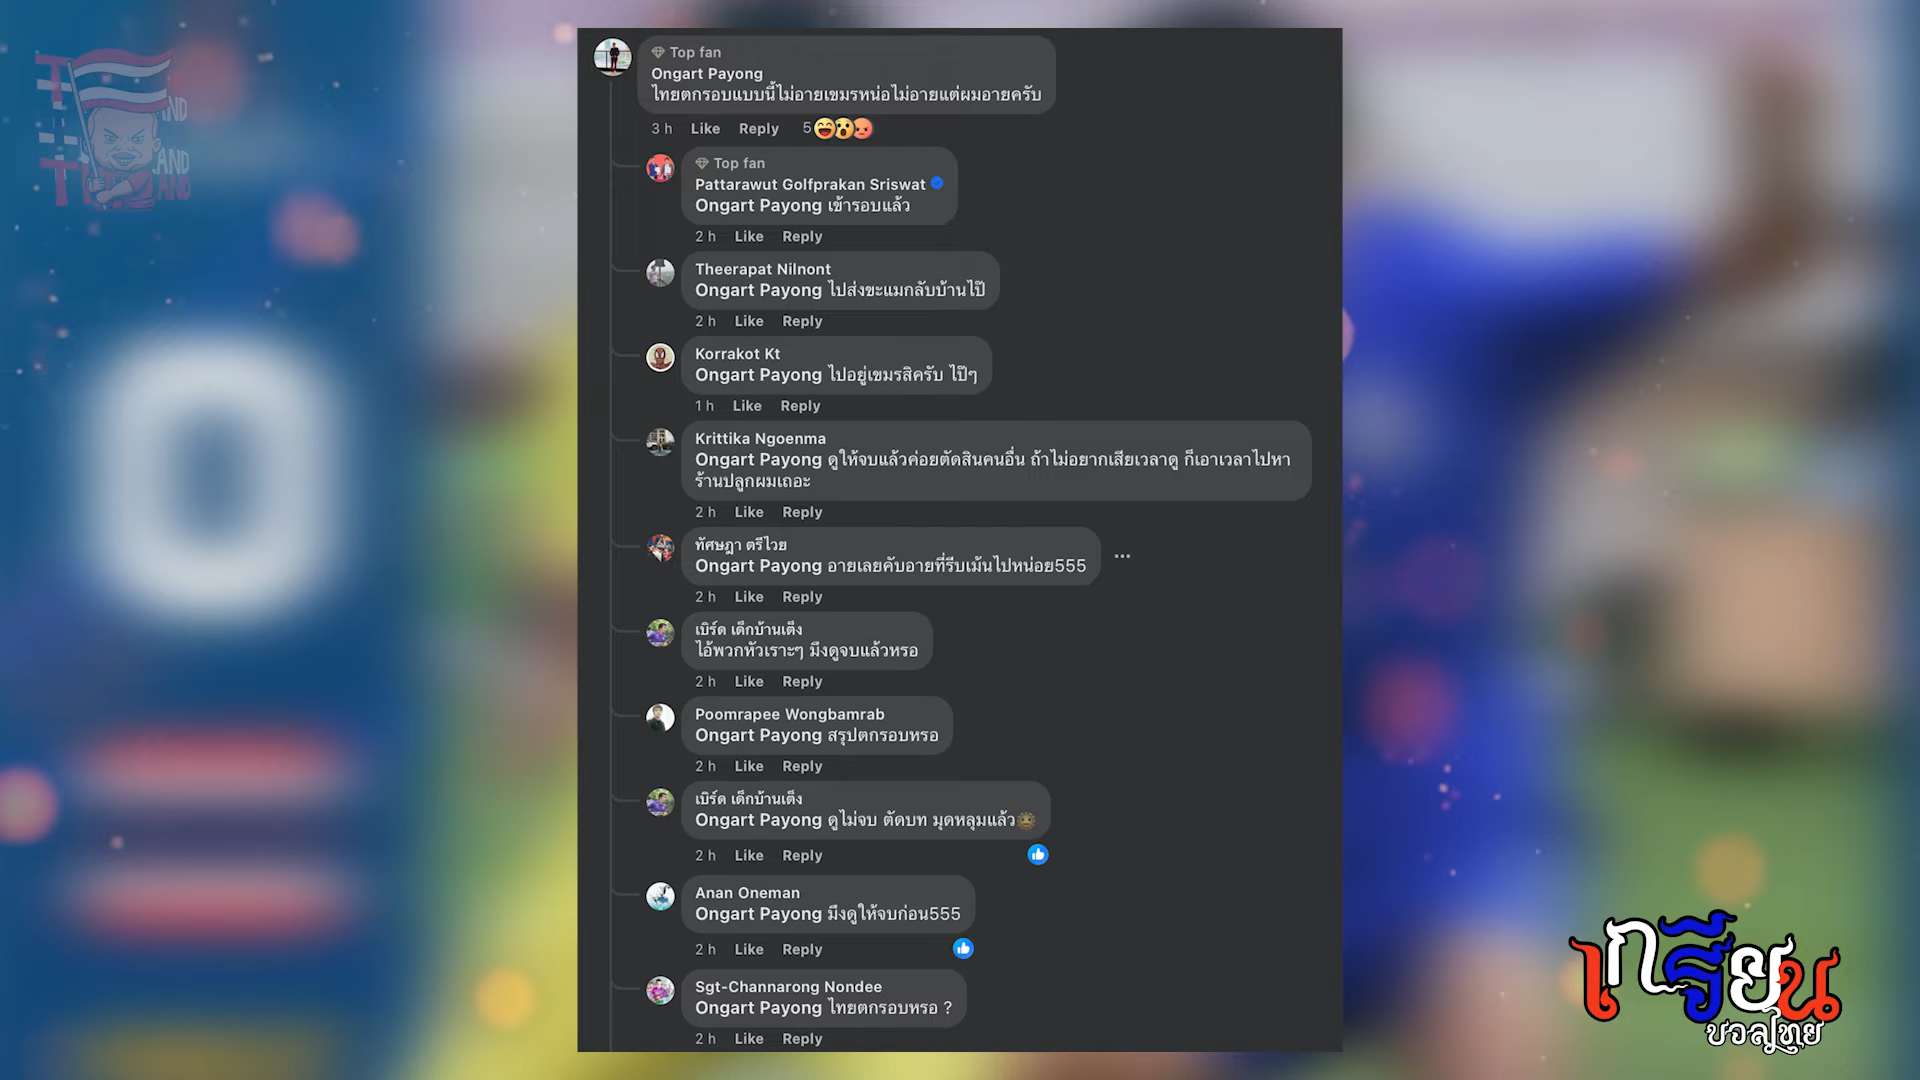 Top fan
Ongart Payong
ไทยตกรอบแบบนี้ไม่อายเขมรหน่อไม่อายแต่ผมอายครับ
3 h Like Reply 5
Top fan
Pattarawut Golfprakan Sriswat
Ongart Payong เข้ารอบแล้ว
2 h Like Reply
Theerapat Nilnont
Ongart Payong ไปส่งขะแมกลับบ้านไป๊
2 h Like Reply
Korrakot Kt
Ongart Payong ไปอยู่เขมรสิครับ ไป๊ๆ
1 h Like Reply
Krittika Ngoenma
Ongart Payong ดูให้จบแล้วค่อยตัดสินคนอื่น ถ้าไม่อยากเสียเวลาดู ก็เอาเวลาไปหา
ร้านปลูกผมเถอะ
2 h Like Reply
ทัศษฎา ตรีไวย
Ongart Payong อายเลยคับอายที่รีบเม้นไปหน่อย555
2 h Like Reply
เบิร์ด เด็กบ้านเต็ง
ไอ้พวกหัวเราะๆ มึงดูจบแล้วหรอ
2 h Like Reply
Poomrapee Wongbamrab
Ongart Payong สรุปตกรอบหรอ
2 h Like Reply
เบิร์ด เด็กบ้านเต็ง
Ongart Payong ดูไม่จบ ตัดบท มุดหลุมแล้ว
2 h Like Reply
Anan Oneman
Ongart Payong มึงดูให้จบก่อน555
2 h Like Reply
Sgt-Channarong Nondee
Ongart Payong ไทยตกรอบหรอ ?
2 h Like Reply
เกรียน
บอลไทย